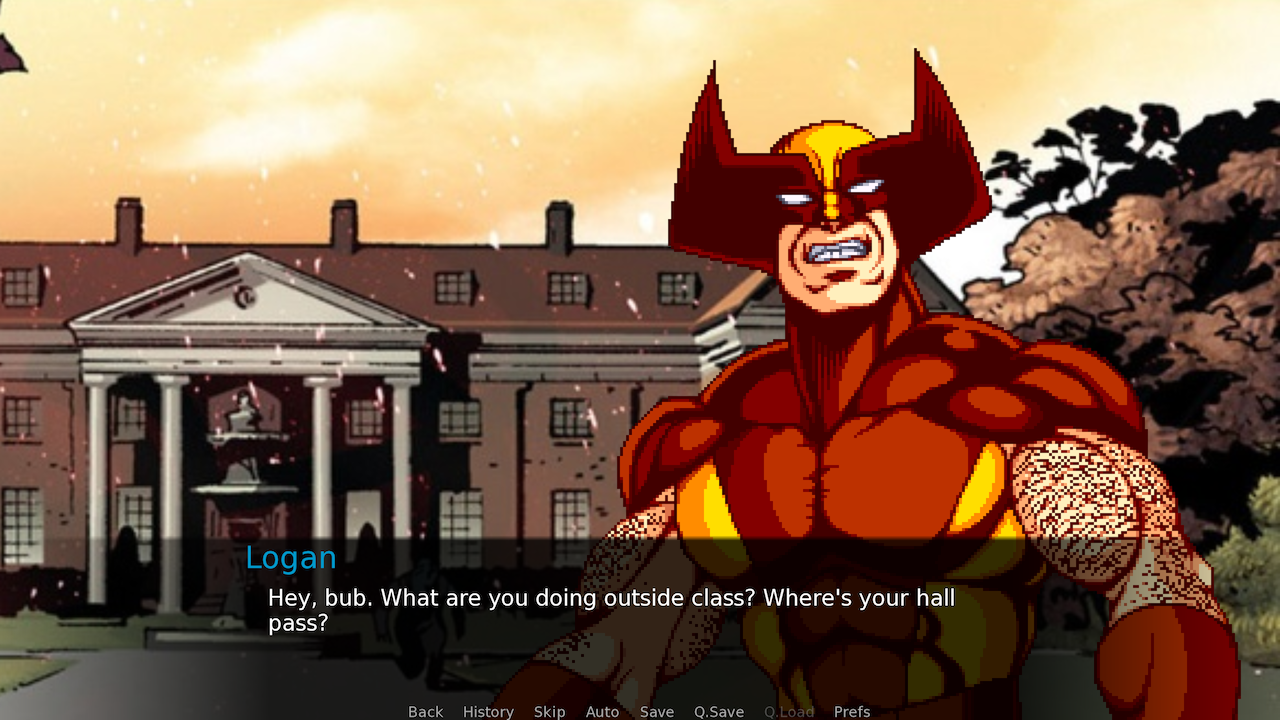 Logan
Hey, bub. What are you doing outside class? Where's your hall
pass?
Back History Skip Auto Save Q.Save Q.Load Prefs